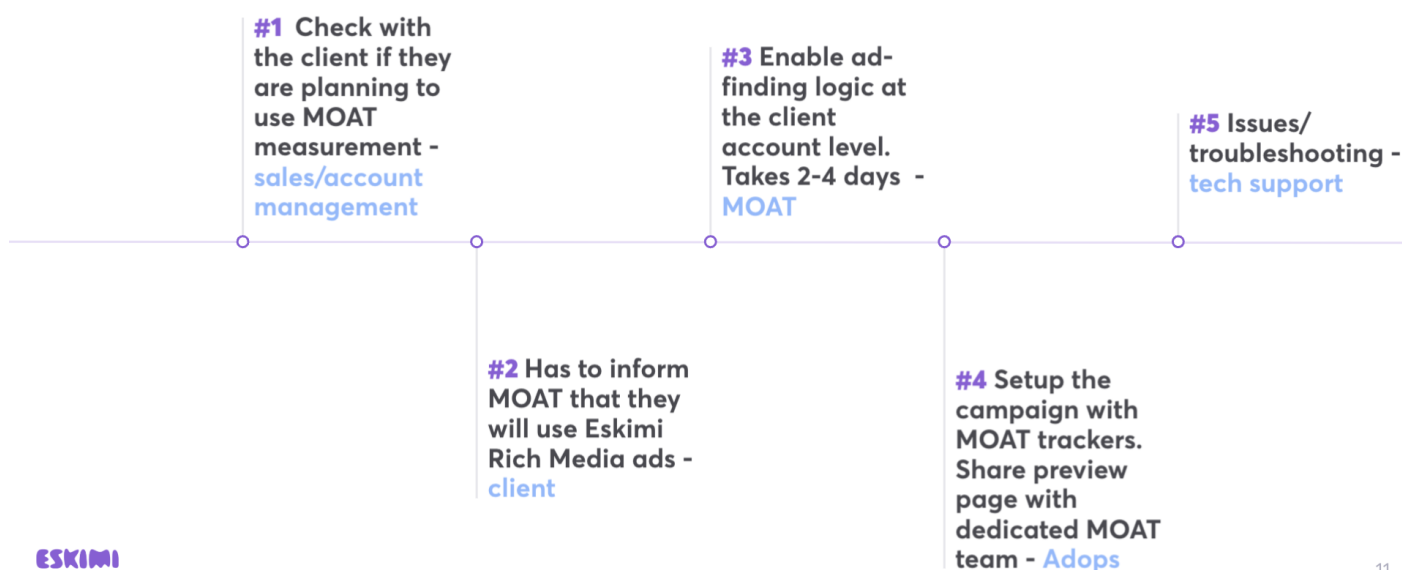 #1 Check with
the client if they
are planning to
use MOAT
measurement -
sales/account
management
#2 Has to inform
MOAT that they
will use Eskimi
Rich Media ads -
client
#3 Enable ad-
finding logic at
the client
account level.
Takes 2-4 days -
MOAT
#4 Setup the
campaign with
MOAT trackers.
Share preview
page with
dedicated MOAT
team - Adops
#5 Issues/
troubleshooting -
tech support
ESKIMI
11